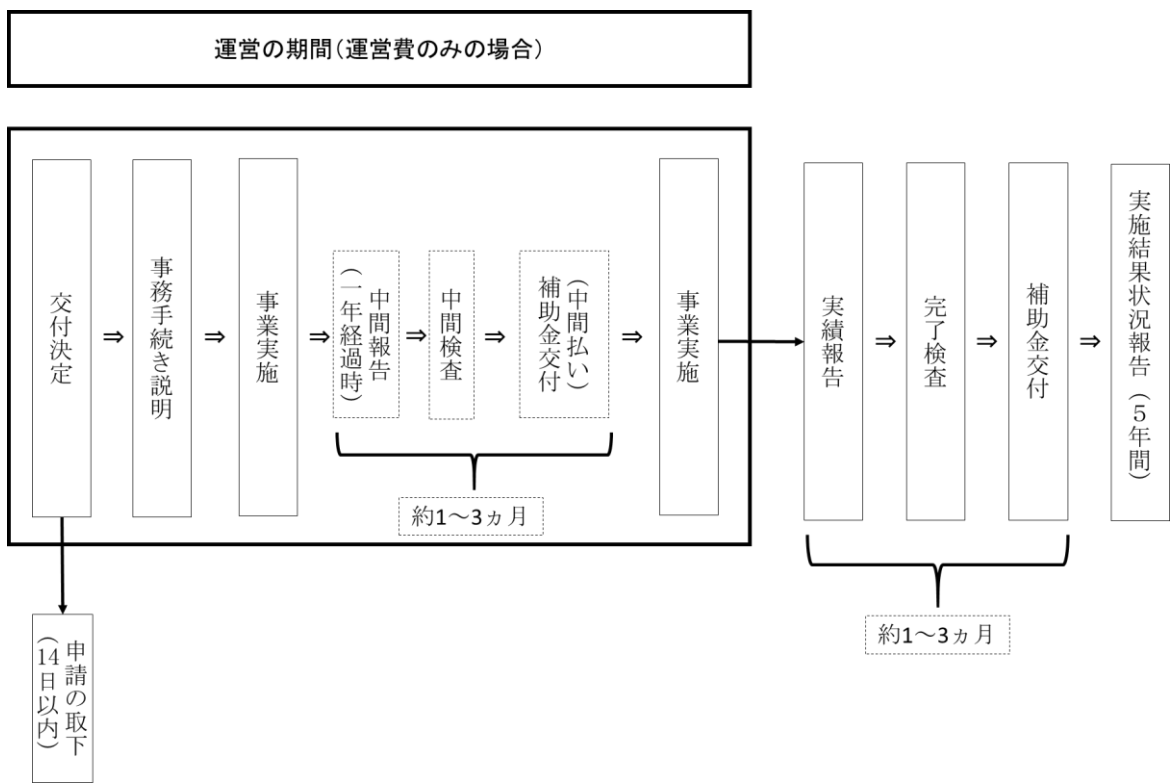 運営の期間（運営費のみの場合）
交付決定
⇒
事務手続き説明
⇒
事業実施
⇒
中間報告
（一年経過時）
⇒
中間検査
⇒
補助金交付
（中間払い）
⇒
事業実施
実績報告
⇒
完了検査
⇒
補助金交付
⇒
実施結果状況報告（５年間）
約1～3ヵ月
約1～3ヵ月
申請の取下
（14日以内）